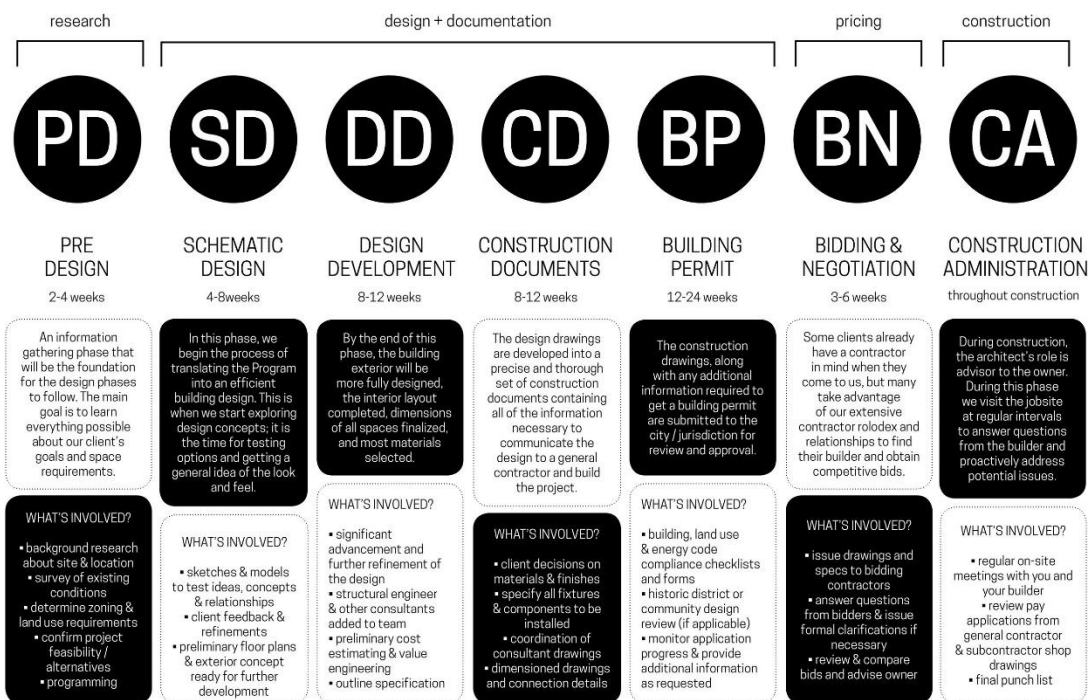 research
design + documentation
pricing
construction
PD
SD
DD
CD
BP
BN
CA
PRE
DESIGN
2-4 weeks
An information
gathering phase that
will be the foundation
for the design phases
to follow. The main
goal is to learn
everything possible
about our client's
goals and space
requirements.
WHAT'S INVOLVED?
▪ background research
about site & location
▪ survey of existing
conditions
▪ determine zoning &
land use requirements
▪ confirm project
feasibility /
alternatives
▪ programming
SCHEMATIC
DESIGN
4-8weeks
In this phase, we
begin the process of
translating the Program
into an efficient
building design. This is
when we start exploring
design concepts; it is
the time for testing
options and getting a
general idea of the look
and feel.
WHAT'S INVOLVED?
▪ sketches & models
to test ideas, concepts
& relationships
▪ client feedback &
refinements
▪ preliminary floor plans
& exterior concept
ready for further
development
DESIGN
DEVELOPMENT
8-12 weeks
By the end of this
phase, the building
exterior will be
more fully designed,
the interior layout
completed, dimensions
of all spaces finalized,
and most materials
selected.
WHAT'S INVOLVED?
▪ significant
advancement and
further refinement of
the design
▪ structural engineer
& other consultants
added to team
▪ preliminary cost
estimating & value
engineering
▪ outline specification
CONSTRUCTION
DOCUMENTS
8-12 weeks
The design drawings
are developed into a
precise and thorough
set of construction
documents containing
all of the information
necessary to
communicate the
design to a general
contractor and build
the project.
WHAT'S INVOLVED?
▪ client decisions on
materials & finishes
▪ specify all fixtures
& components to be
installed
▪ coordination of
consultant drawings
▪ dimensioned drawings
and connection details
BUILDING
PERMIT
12-24 weeks
The construction
drawings, along
with any additional
information required to
get a building permit
are submitted to the
city / jurisdiction for
review and approval.
WHAT'S INVOLVED?
▪ building, land use
& energy code
compliance checklists
and forms
▪ historic district or
community design
review (if applicable)
▪ monitor application
progress & provide
additional information
as requested
BIDDING &
NEGOTIATION
3-6 weeks
Some clients already
have a contractor
in mind when they
come to us, but many
take advantage
of our extensive
contractor rolodex and
relationships to find
their builder and obtain
competitive bids.
WHAT'S INVOLVED?
▪ issue drawings and
specs to bidding
contractors
▪ answer questions
from bidders & issue
formal clarifications if
necessary
▪ review & compare
bids and advise owner
CONSTRUCTION
ADMINISTRATION
throughout construction
During construction,
the architect's role is
advisor to the owner.
During this phase
we visit the jobsite
at regular intervals
to answer questions
from the builder and
proactively address
potential issues.
WHAT'S INVOLVED?
▪ regular on-site
meetings with you and
your builder
▪ review pay
applications from
general contractor
& subcontractor shop
drawings
▪ final punch list